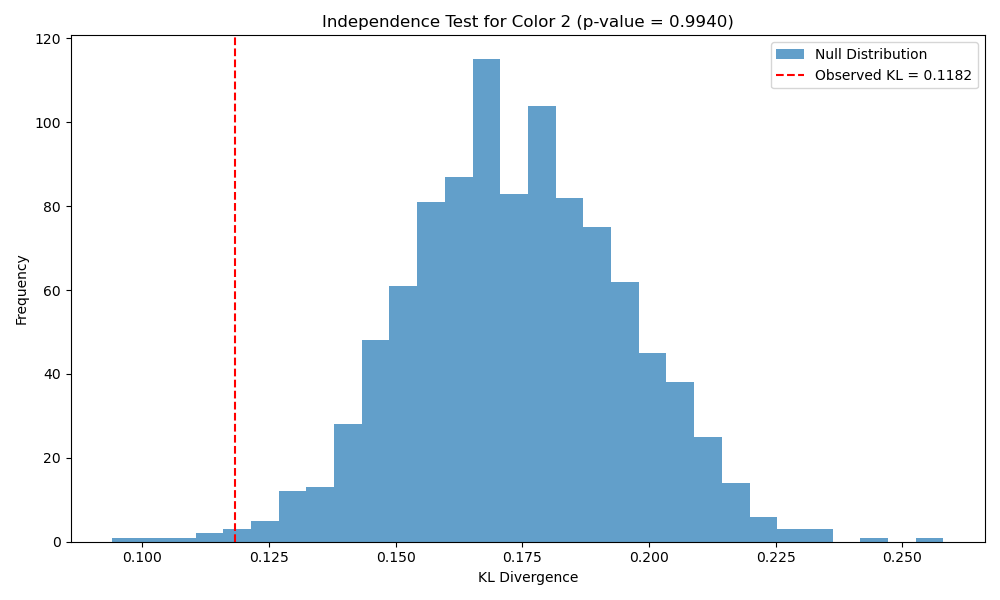 Independence Test for Color 2 (p-value = 0.9940)
Null Distribution
Observed KL = 0.1182
Frequency
120
100
80
60
40
20
0
0.100 0.125 0.150 0.175 0.200 0.225 0.250
KL Divergence